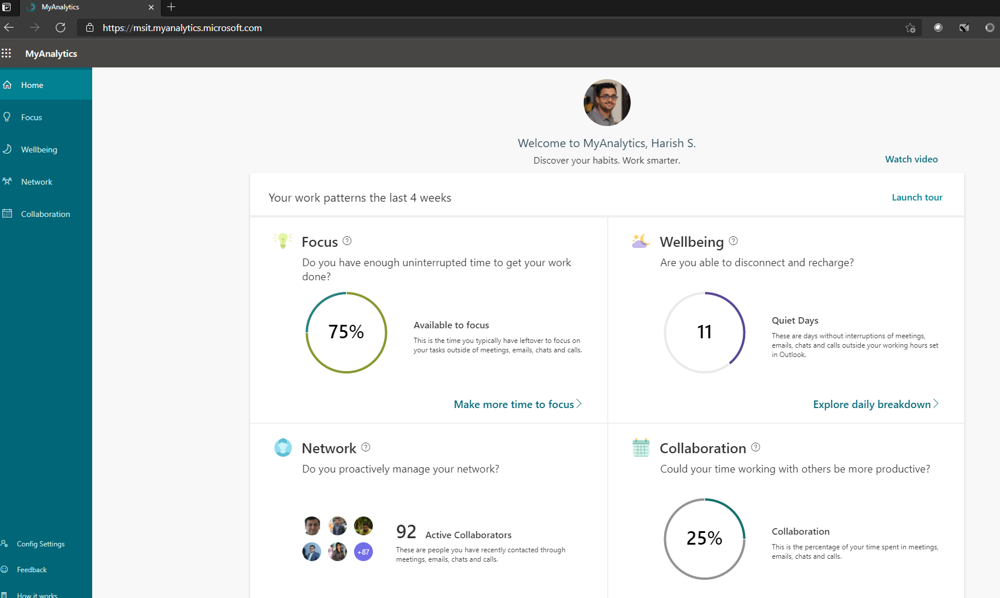 MyAnalytics
https://msit.myanalytics.microsoft.com
MyAnalytics
Home
Focus
Wellbeing
Network
Collaboration
Config Settings
Feedback
How it works
Welcome to MyAnalytics, Harish S.
Discover your habits. Work smarter.
Watch video
Your work patterns the last 4 weeks
Launch tour
Focus ?
Do you have enough uninterrupted time to get your work
done?
75%
Available to focus
This is the time you typically have leftover to focus on
your tasks outside of meetings, emails, chats and calls.
Make more time to focus
Wellbeing ?
Are you able to disconnect and recharge?
11
Quiet Days
These are days without interruptions of meetings,
emails, chats and calls outside your working hours set
in Outlook.
Explore daily breakdown
Network ?
Do you proactively manage your network?
+87
92 Active Collaborators
These are people you have recently contacted through
meetings, emails, chats and calls.
Collaboration ?
Could your time working with others be more productive?
25%
Collaboration
This is the percentage of your time spent in meetings,
emails, chats and calls.